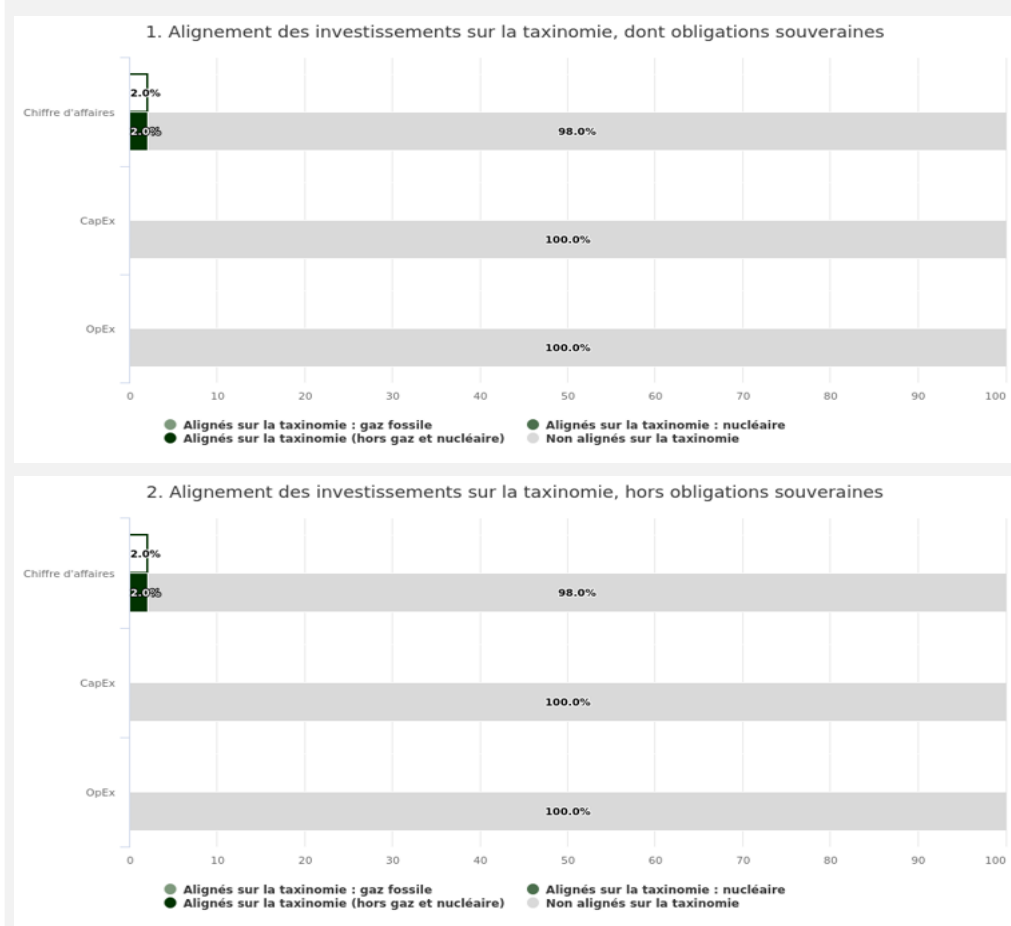 1. Alignement des investissements sur la taxinomie, dont obligations souveraines
2.0%
Chiffre d'affaires
2.0% 98.0%
CapEx
100.0%
OpEx
100.0%
0 10 20 30 40 50 60 70 80 90 100
Alignés sur la taxinomie : gaz fossile Alignés sur la taxinomie : nucléaire
Alignés sur la taxinomie (hors gaz et nucléaire) Non alignés sur la taxinomie
2. Alignement des investissements sur la taxinomie, hors obligations souveraines
2.0%
Chiffre d'affaires
2.0% 98.0%
CapEx
100.0%
OpEx
100.0%
0 10 20 30 40 50 60 70 80 90 100
Alignés sur la taxinomie : gaz fossile Alignés sur la taxinomie : nucléaire
Alignés sur la taxinomie (hors gaz et nucléaire) Non alignés sur la taxinomie